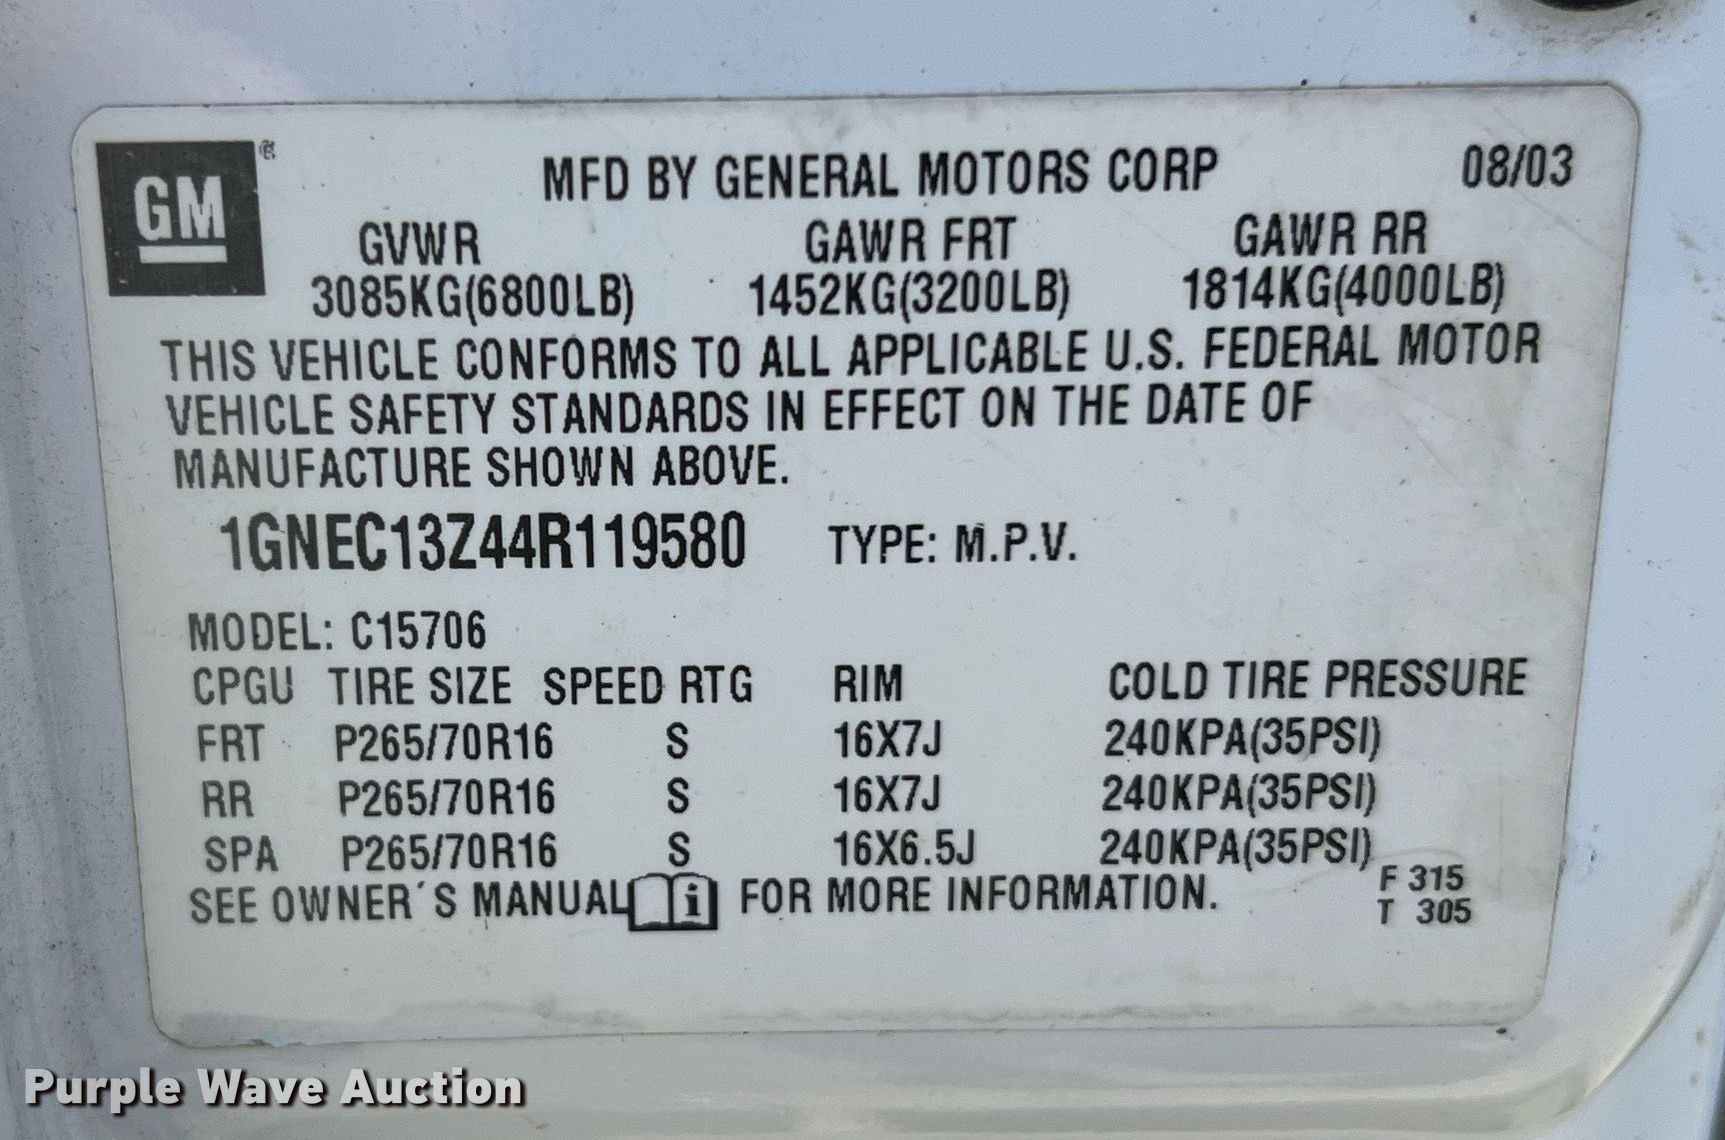 GM
MFD BY GENERAL MOTORS CORP 08/03
GVWR GAWR FRT GAWR RR
3085KG(6800LB) 1452KG(3200LB) 1814KG(4000LB)
THIS VEHICLE CONFORMS TO ALL APPLICABLE U.S. FEDERAL MOTOR
VEHICLE SAFETY STANDARDS IN EFFECT ON THE DATE OF
MANUFACTURE SHOWN ABOVE.
1GNEC13Z44R119580 TYPE: M.P.V.
MODEL: C15706
CPGU TIRE SIZE SPEED RTG RIM COLD TIRE PRESSURE
FRT P265/70R16 S 16X7J 240KPA(35PSI)
RR P265/70R16 S 16X7J 240KPA(35PSI)
SPA P265/70R16 S 16X6.5J 240KPA(35PSI)
SEE OWNER´S MANUAL i FOR MORE INFORMATION.
F 315
T 305
Purple Wave Auction